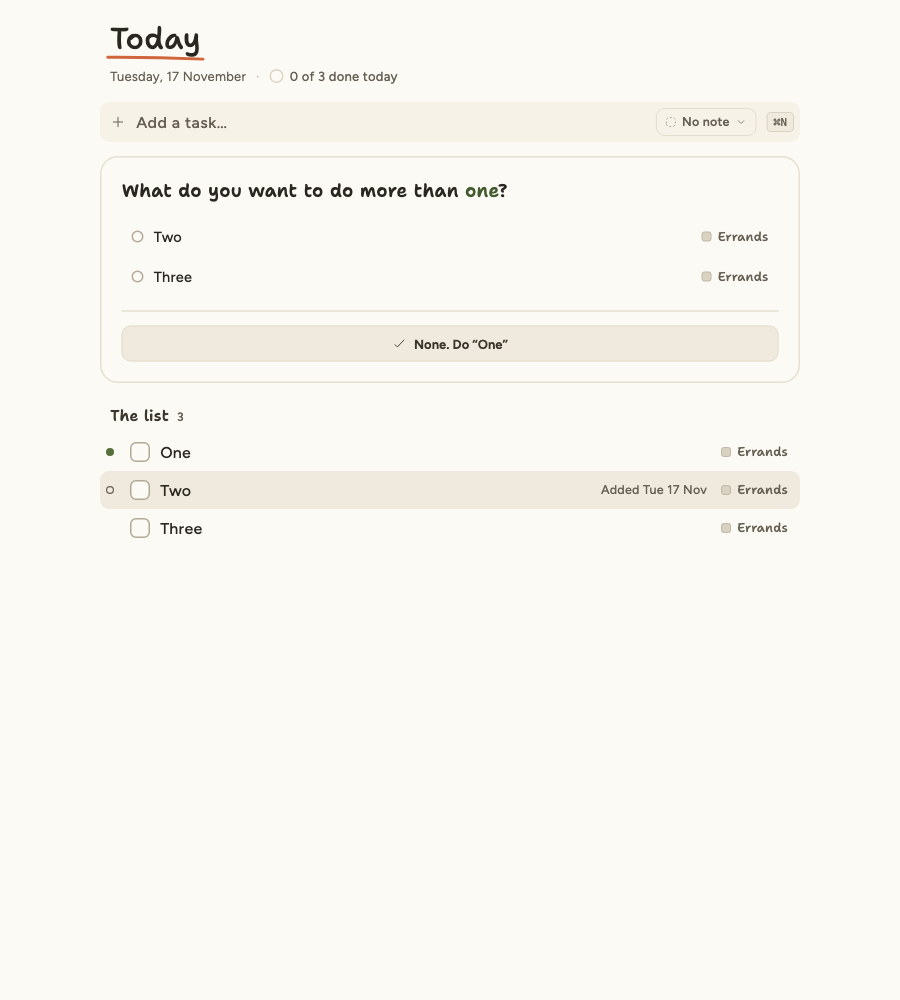 Today
Tuesday, 17 November · 0 of 3 done today
Add a task... No note ⌘N
What do you want to do more than one?
Two Errands
Three Errands
None. Do “One”
The list 3
One Errands
Two Added Tue 17 Nov Errands
Three Errands